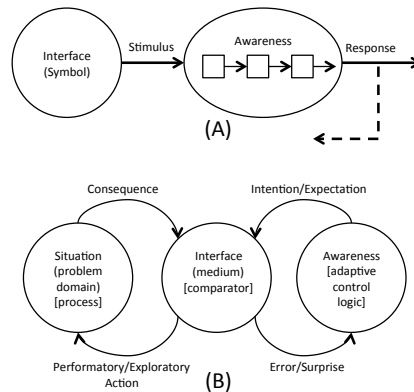 Interface
(Symbol)
Stimulus
Awareness
Response
(A)
Consequence
Intention/Expectation
Situation
(problem
domain)
[process]
Interface
(medium)
[comparator]
Awareness
[adaptive
control
logic]
Performatory/Exploratory
Action
Error/Surprise
(B)